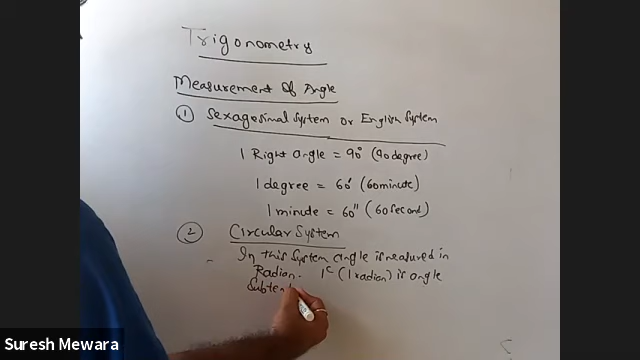 Trigonometry
Measurement Of Angle
① Sexagesimal System or English System
1 Right angle = 90° (90 degree)
1 degree = 60' (60 minute)
1 minute = 60" (60 second)
② Circular System
In this System angle is measured in
Radian. 1ᶜ (1 radian) is angle
Subten
Suresh Mewara